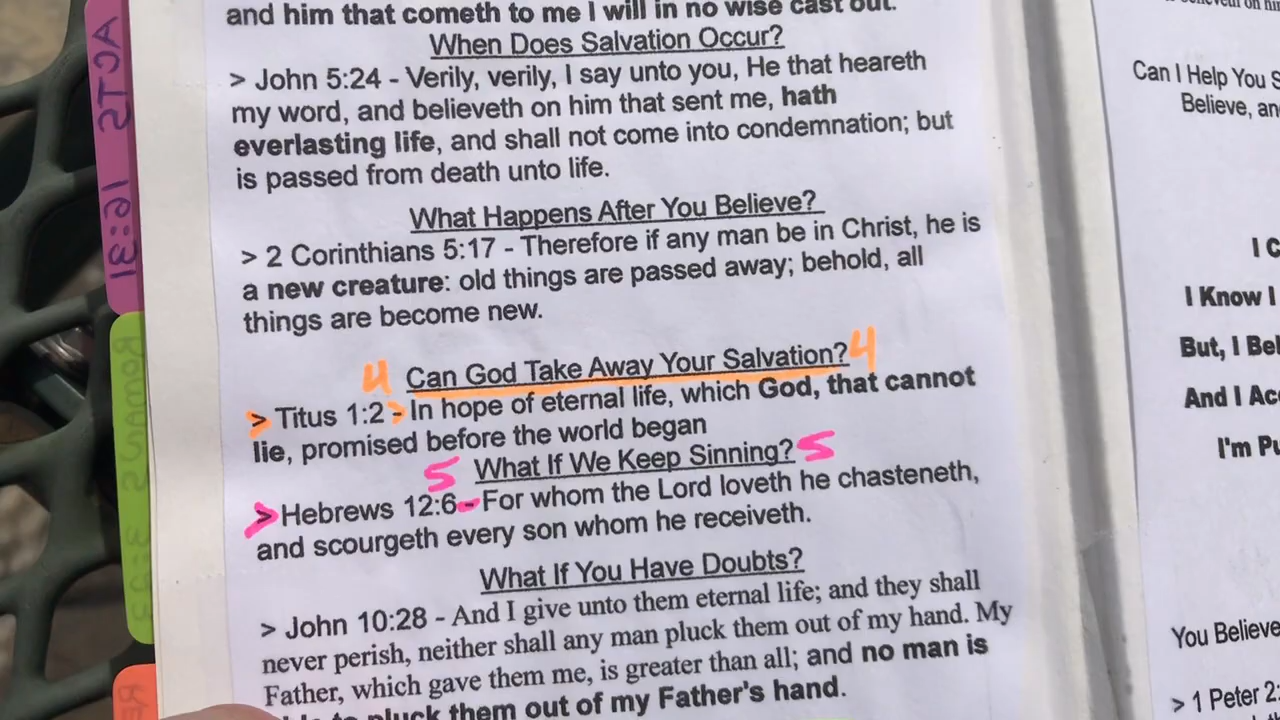 and him that cometh to me I will in no wise cast out.
When Does Salvation Occur?
> John 5:24 - Verily, verily, I say unto you, He that heareth
my word, and believeth on him that sent me, hath
everlasting life, and shall not come into condemnation; but
is passed from death unto life.
What Happens After You Believe?
> 2 Corinthians 5:17 - Therefore if any man be in Christ, he is
a new creature: old things are passed away; behold, all
things are become new.
4 Can God Take Away Your Salvation? 4
> Titus 1:2 > In hope of eternal life, which God, that cannot
lie, promised before the world began
5 What If We Keep Sinning? 5
> Hebrews 12:6 - For whom the Lord loveth he chasteneth,
and scourgeth every son whom he receiveth.
What If You Have Doubts?
> John 10:28 - And I give unto them eternal life; and they shall
never perish, neither shall any man pluck them out of my hand. My
Father, which gave them me, is greater than all; and no man is
to pluck them out of my Father's hand.
ACTS 16:31
Can I Help You
Believe, an
I C
I Know I
But, I Bel
And I Acc
I'm Pu
You Believe
> 1 Peter 2: